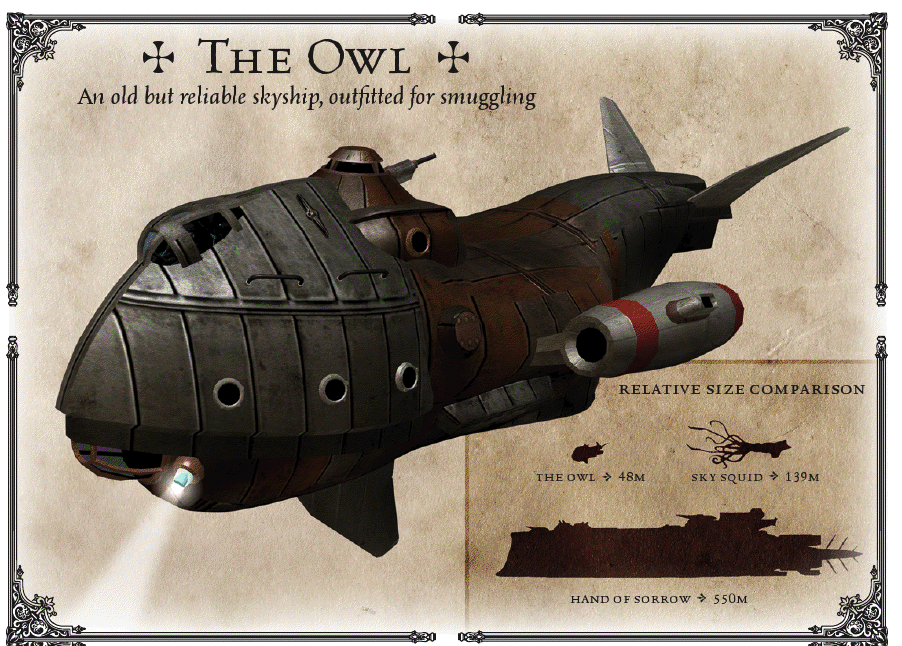 The Owl
An old but reliable skyship, outfitted for smuggling
RELATIVE SIZE COMPARISON
THE OWL → 48M
SKY SQUID → 139M
HAND OF SORROW → 550M